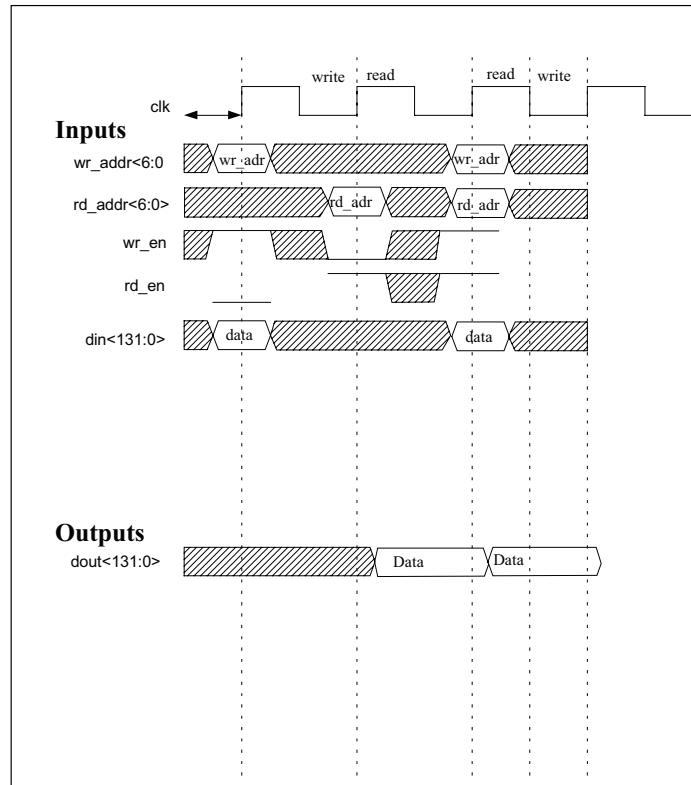 write read read write
clk
Inputs
wr_addr<6:0 wr_adr wr_adr
rd_addr<6:0> rd_adr rd_adr
wr_en
rd_en
din<131:0> data data
Outputs
dout<131:0> Data Data